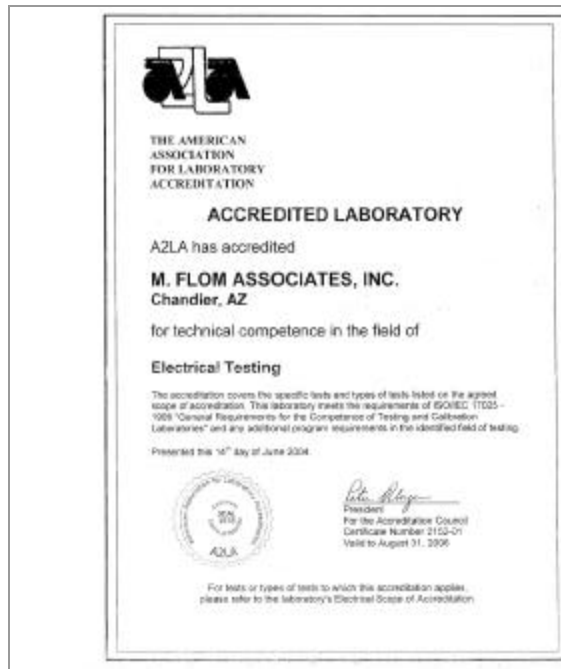 A2LA
THE AMERICAN
ASSOCIATION
FOR LABORATORY
ACCREDITATION
ACCREDITED LABORATORY
A2LA has accredited
M. FLOM ASSOCIATES, INC.
Chandler, AZ
for technical competence in the field of
Electrical Testing
The accreditation covers the specific tests and types of tests listed on the agreed
scope of accreditation. This laboratory meets the requirements of ISO/IEC 17025 -
1999 "General Requirements for the Competence of Testing and Calibration
Laboratories" and any additional program requirements in the identified field of testing.
Presented this 14th day of June 2004.
President
For the Accreditation Council
Certificate Number 2152-01
Valid to August 31, 2006
SEAL
A2LA
For tests or types of tests to which this accreditation applies,
please refer to the laboratory's Electrical Scope of Accreditation